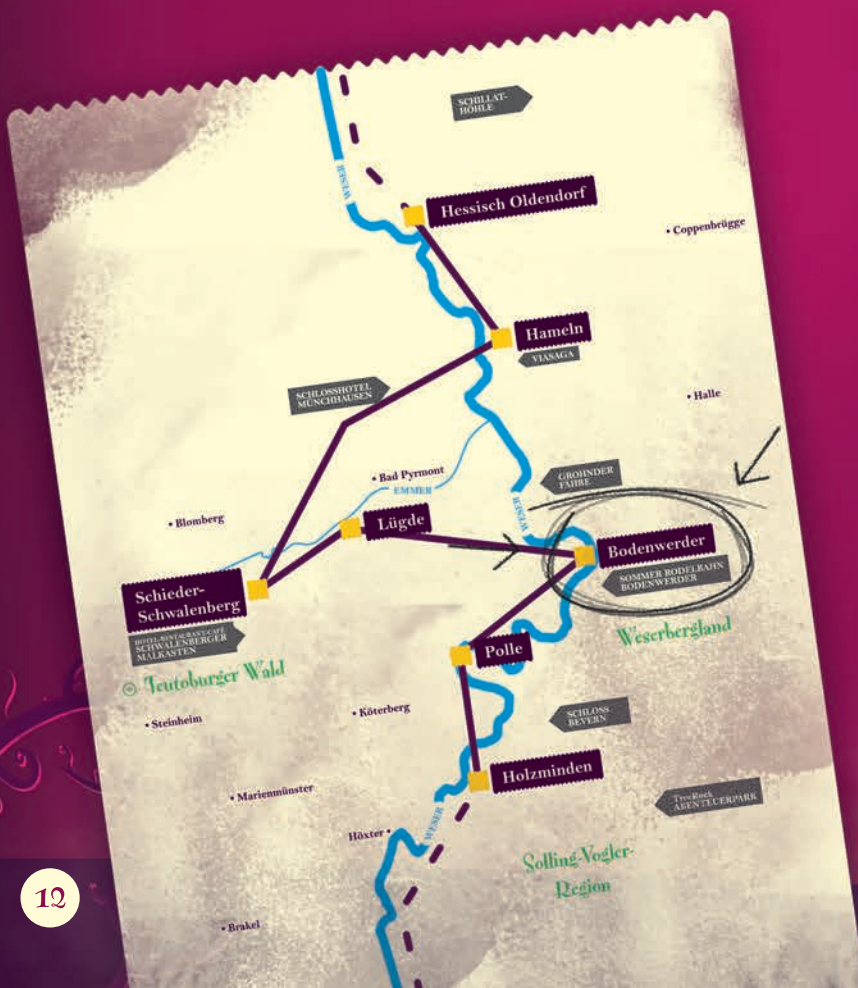 SCHILLAT-
HÖHLE
WESER
Hessisch Oldendorf
• Coppenbrügge
Hameln
VIASAGA
SCHLOSSHOTEL
MÜNCHHAUSEN
• Halle
• Bad Pyrmont
EMMER
GROHNDER
FÄHRE
WESER
• Blomberg
Lügde
Bodenwerder
SOMMER RODELBAHN
BODENWERDER
Schieder-
Schwalenberg
HOTEL-RESTAURANT-CAFÉ
SCHWALENBERGER
MALKASTEN
Weserbergland
Polle
Teutoburger Wald
• Steinheim
• Köterberg
SCHLOSS
BEVERN
Holzminden
• Marienmünster
TreeRock
ABENTEUERPARK
WESER
Höxter •
Solling-Vogler-
Region
12
• Brakel